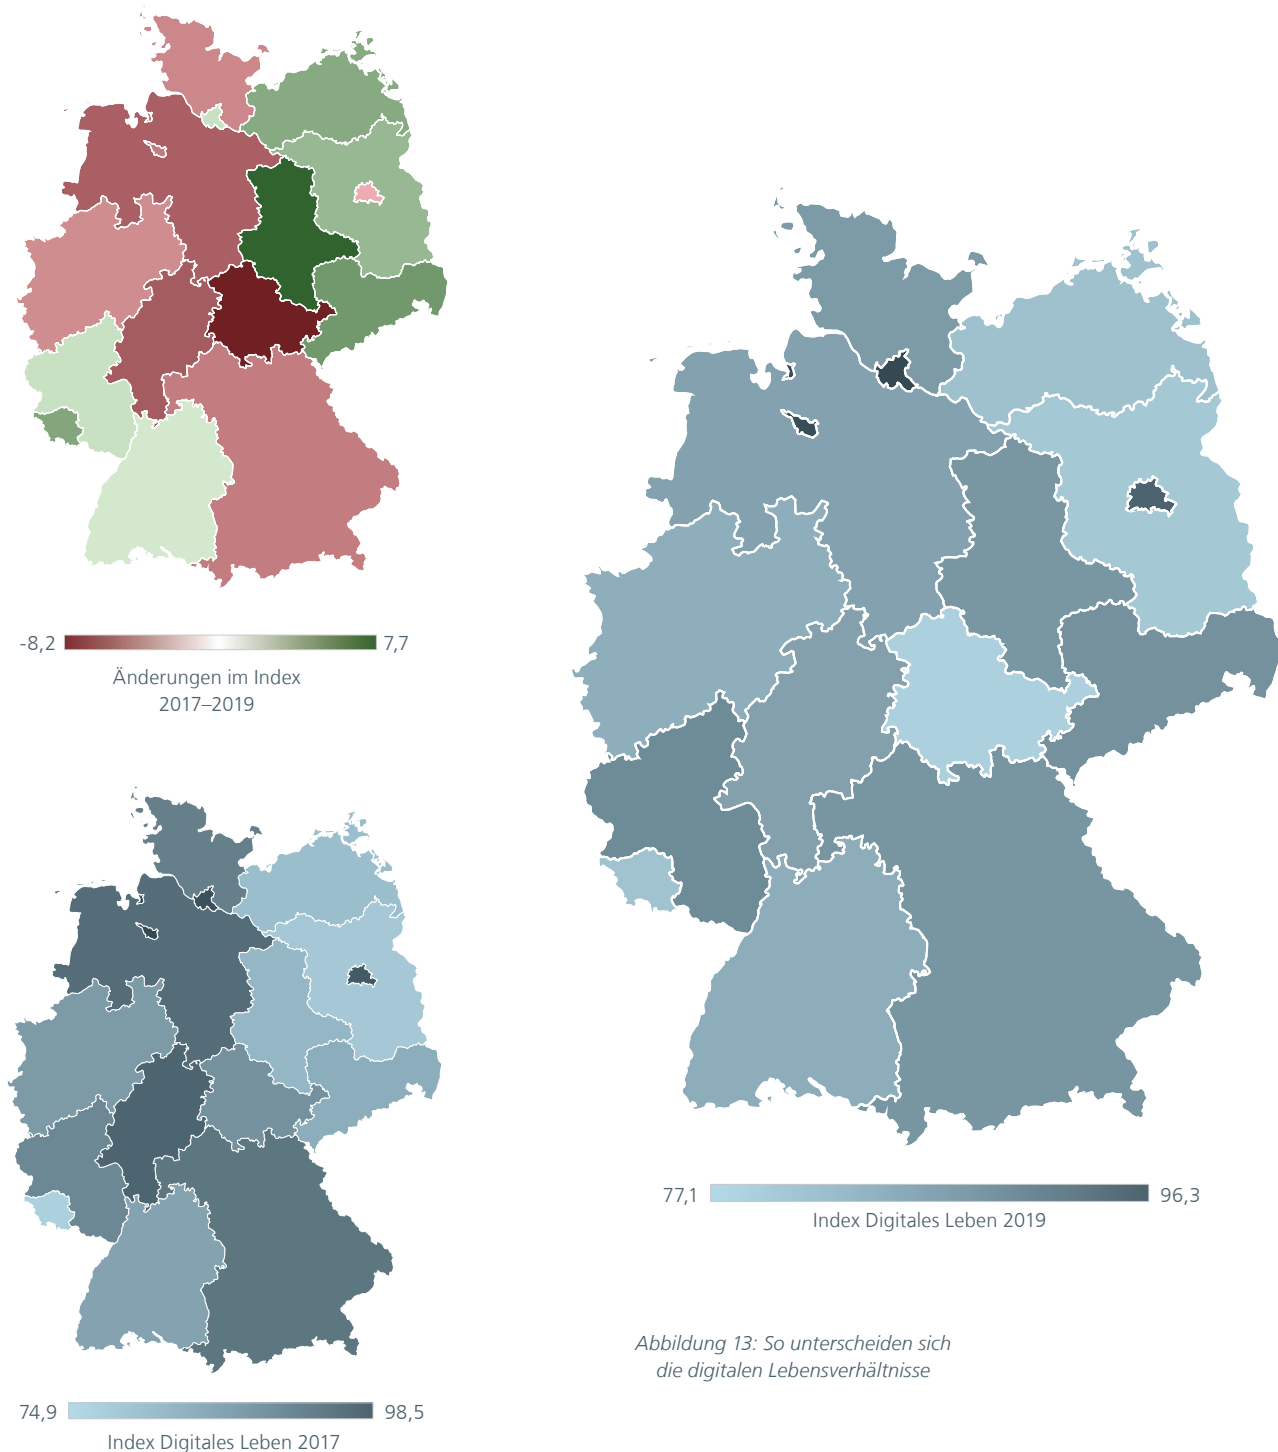 -8,2 7,7
Änderungen im Index
2017–2019
77,1 96,3
Index Digitales Leben 2019
Abbildung 13: So unterscheiden sich
die digitalen Lebensverhältnisse
74,9 98,5
Index Digitales Leben 2017